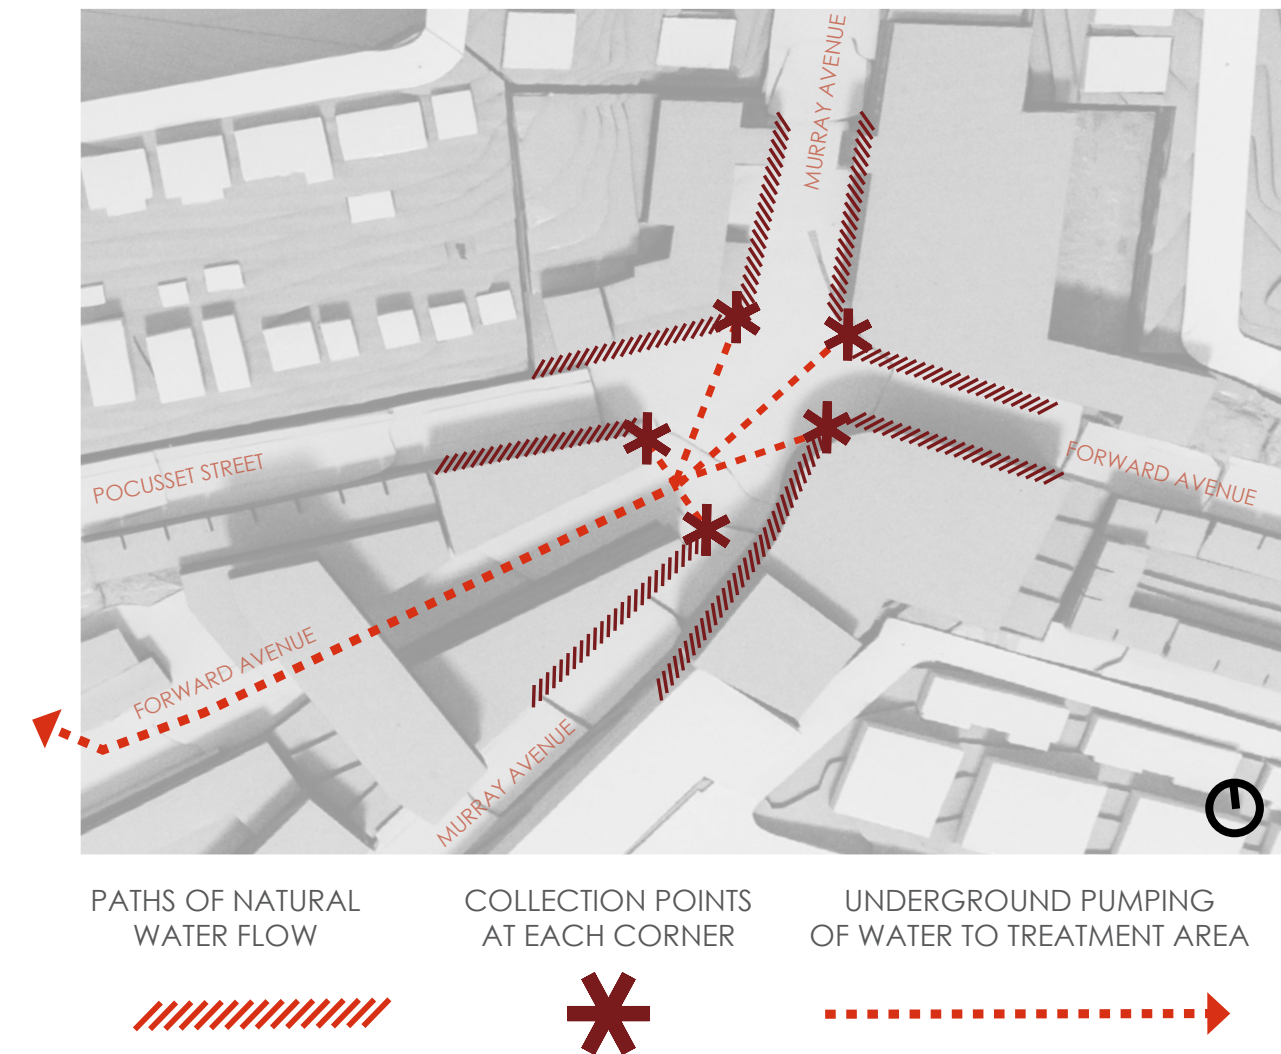 MURRAY AVENUE
POCUSSET STREET
FORWARD AVENUE
FORWARD AVENUE
MURRAY AVENUE
PATHS OF NATURAL
WATER FLOW
COLLECTION POINTS
AT EACH CORNER
UNDERGROUND PUMPING
OF WATER TO TREATMENT AREA